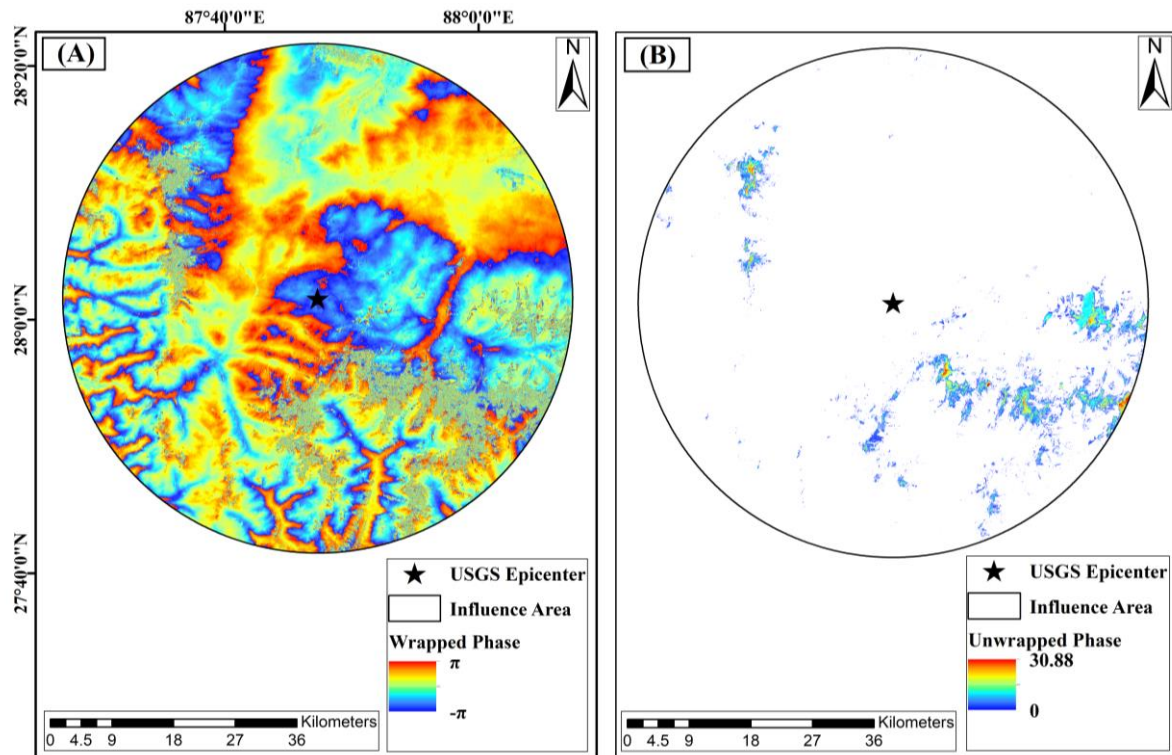 87°40'0"E 88°0'0"E
(A)
N
28°20'0"N
28°0'0"N
27°40'0"N
USGS Epicenter
Influence Area
Wrapped Phase
π
-π
Kilometers
0 4.5 9 18 27 36
(B)
N
USGS Epicenter
Influence Area
Unwrapped Phase
30.88
0
Kilometers
0 4.5 9 18 27 36